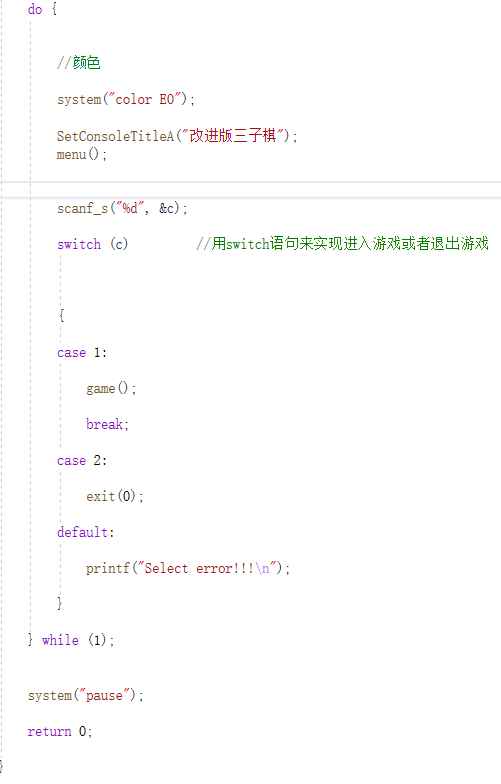 do {
//颜色
system("color E0");
SetConsoleTitleA("改进版三子棋");
menu();
scanf_s("%d", &c);
switch (c) //用switch语句来实现进入游戏或者退出游戏
{
case 1:
game();
break;
case 2:
exit(0);
default:
printf("Select error!!!\n");
}
} while (1);
system("pause");
return 0;
}